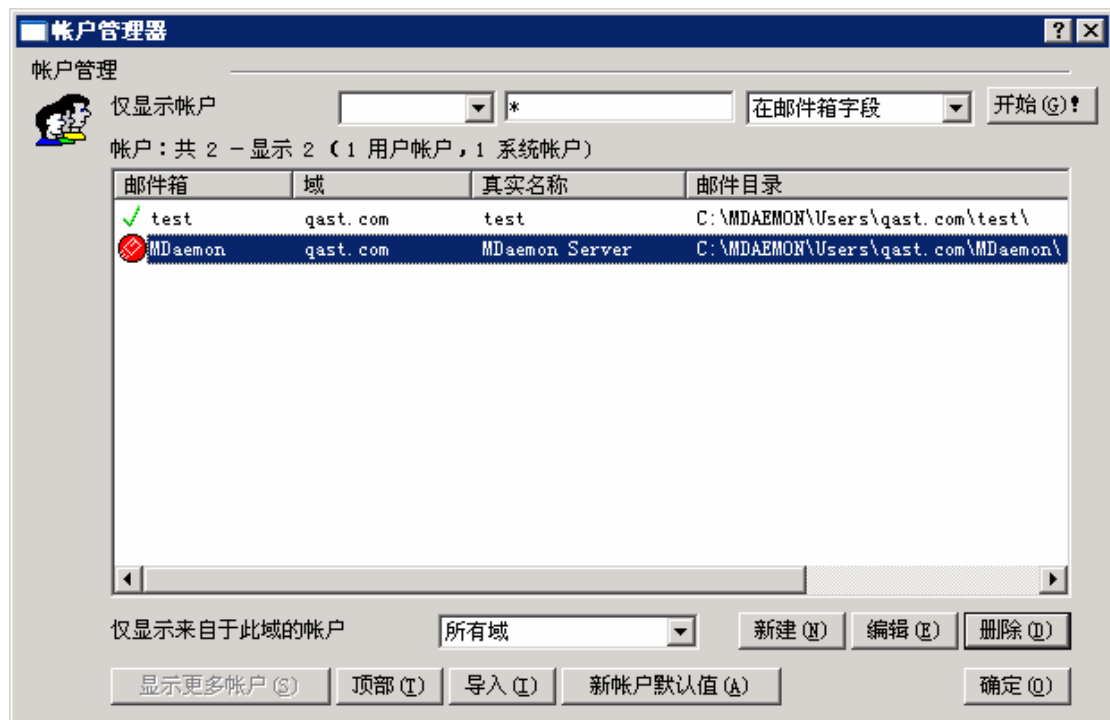 帐户管理器
帐户管理
仅显示帐户 * 在邮件箱字段 开始(G)!
帐户:共 2 - 显示 2 (1 用户帐户,1 系统帐户)
邮件箱 域 真实名称 邮件目录
test qast.com test C:\MDAEMON\Users\qast.com\test\
MDaemon qast.com MDaemon Server C:\MDAEMON\Users\qast.com\MDaemon\
仅显示来自于此域的帐户 所有域 新建(N) 编辑(E) 删除(D)
显示更多帐户(S) 顶部(T) 导入(I) 新帐户默认值(A) 确定(O)